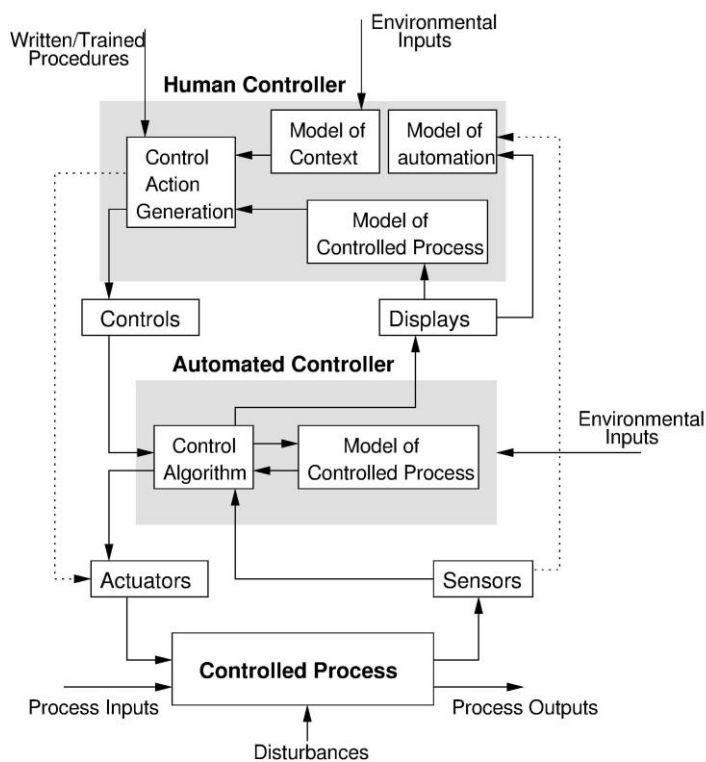 Written/Trained
Procedures
Environmental
Inputs
Human Controller
Control
Action
Generation
Model of
Context
Model of
automation
Model of
Controlled Process
Controls
Displays
Automated Controller
Control
Algorithm
Model of
Controlled Process
Environmental
Inputs
Actuators
Sensors
Controlled Process
Process Inputs
Process Outputs
Disturbances